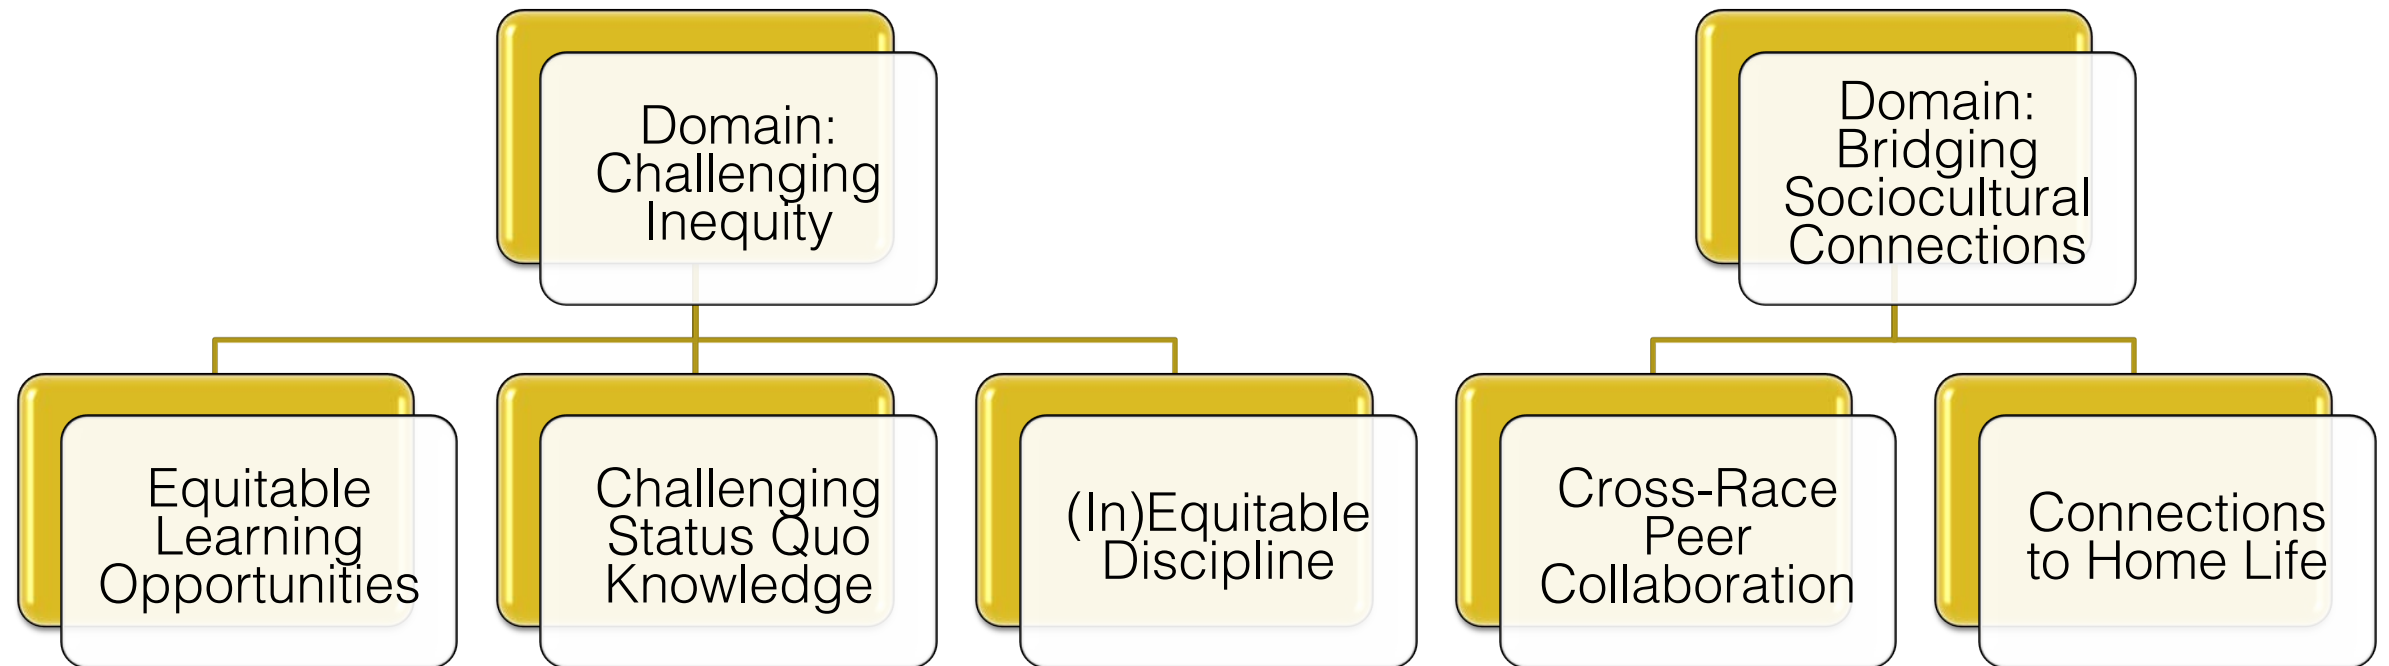 Domain:
Challenging
Inequity
Domain:
Bridging
Sociocultural
Connections
Equitable
Learning
Opportunities
Challenging
Status Quo
Knowledge
(In)Equitable
Discipline
Cross-Race
Peer
Collaboration
Connections
to Home Life